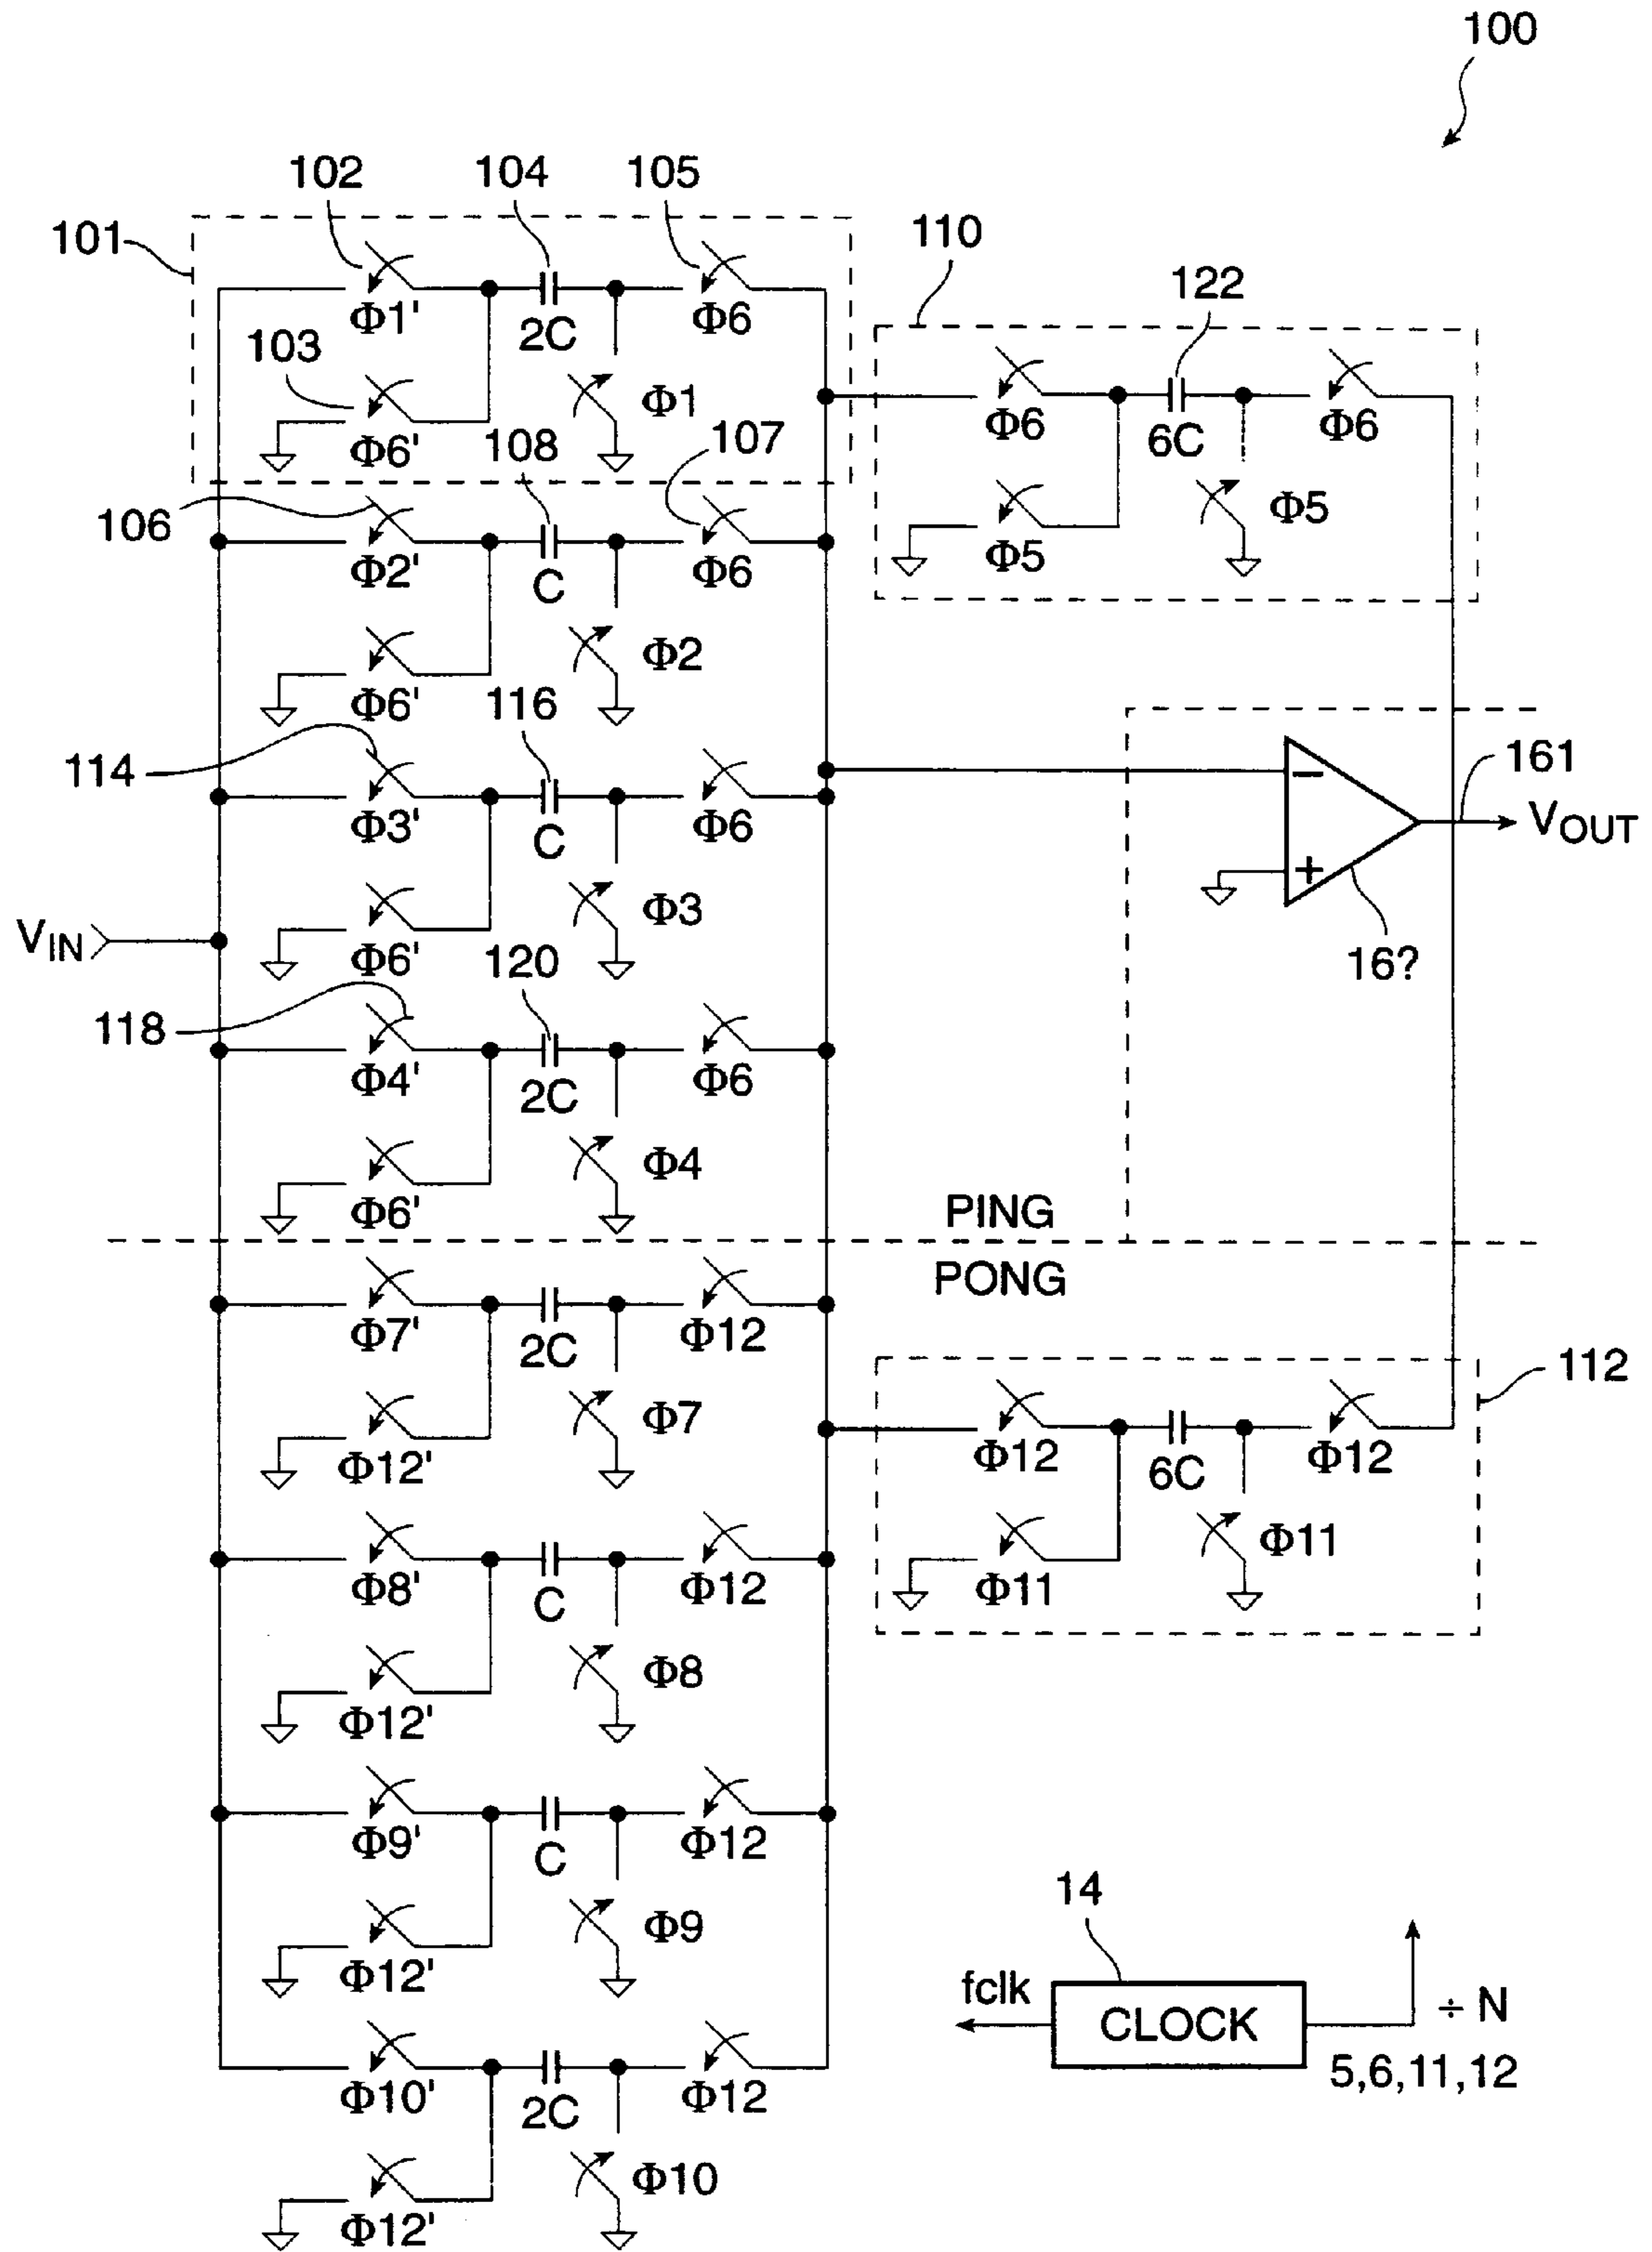 100
102 104 105
101
110
122
Φ1' 2C Φ6
103
Φ1
Φ6'
108 107
Φ6 6C Φ6
106
Φ5
Φ2' C Φ6
Φ5
Φ2
Φ6'
116
114
161
Φ3' C Φ6
VOUT
− +
Φ3
VIN
Φ6'
120
16?
118
Φ4' 2C Φ6
Φ4
Φ6'
PING
PONG
Φ7' 2C Φ12
112
Φ7
Φ12'
Φ12 6C Φ12
Φ11
Φ8' C Φ12
Φ11
Φ8
Φ12'
Φ9' C Φ12
14
Φ9
Φ12'
fclk
CLOCK
÷ N
5,6,11,12
Φ10' 2C Φ12
Φ10
Φ12'